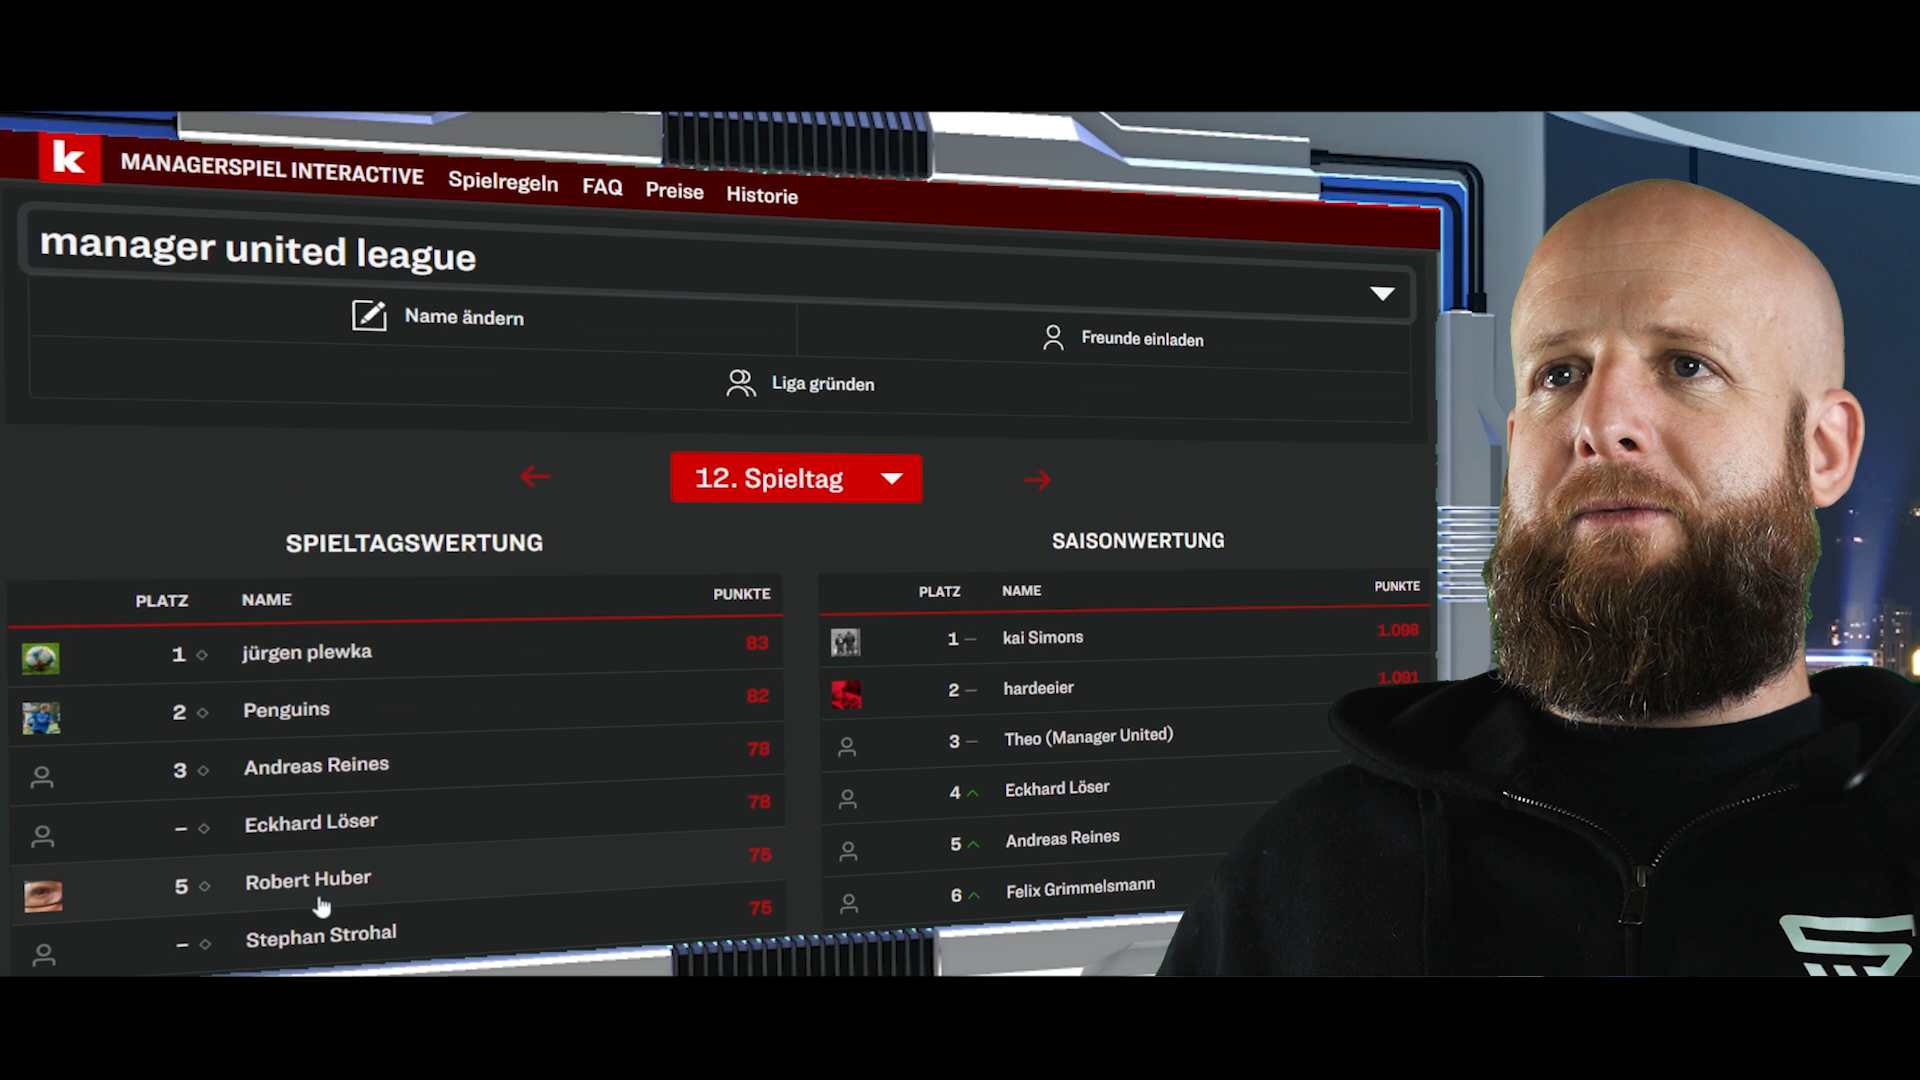 k MANAGERSPIEL INTERACTIVE Spielregeln FAQ Preise Historie
manager united league
Name ändern
Freunde einladen
Liga gründen
12. Spieltag
SPIELTAGSWERTUNG
PLATZ NAME PUNKTE
1 jürgen plewka 83
2 Penguins 82
3 Andreas Reines 78
– Eckhard Löser 78
5 Robert Huber 75
– Stephan Strohal 75
SAISONWERTUNG
PLATZ NAME PUNKTE
1 – kai Simons 1.098
2 – hardeeier 1.091
3 – Theo (Manager United)
4 Eckhard Löser
5 Andreas Reines
6 Felix Grimmelsmann